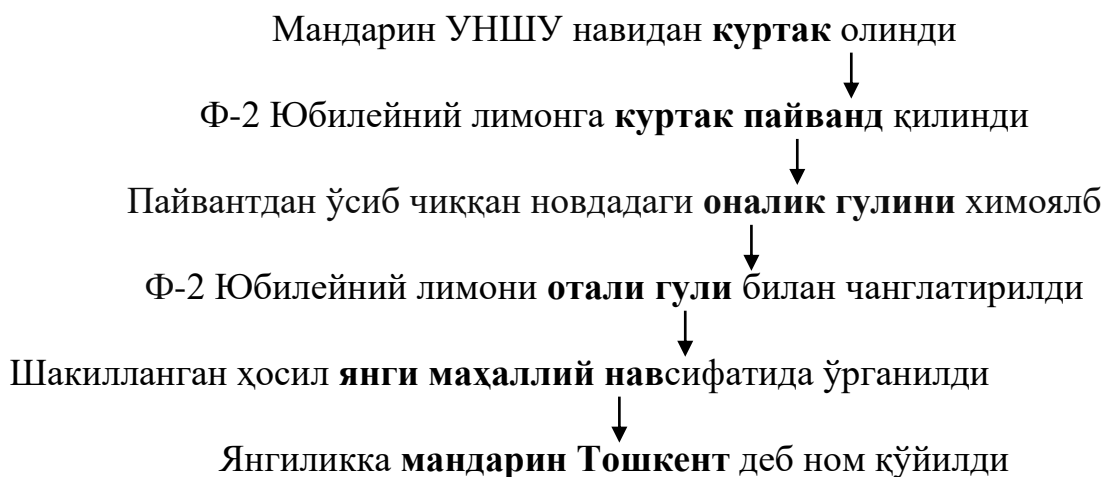 Мандарин УНШУ навидан куртак олинди
Ф-2 Юбилейний лимонга куртак пайванд қилинди
Пайвантдан ўсиб чиққан новдадаги оналик гулини химоялб
Ф-2 Юбилейний лимони отали гули билан чанглатирилди
Шакилланган ҳосил янги маҳаллий навсифатида ўрганилди
Янгиликка мандарин Тошкент деб ном қўйилди